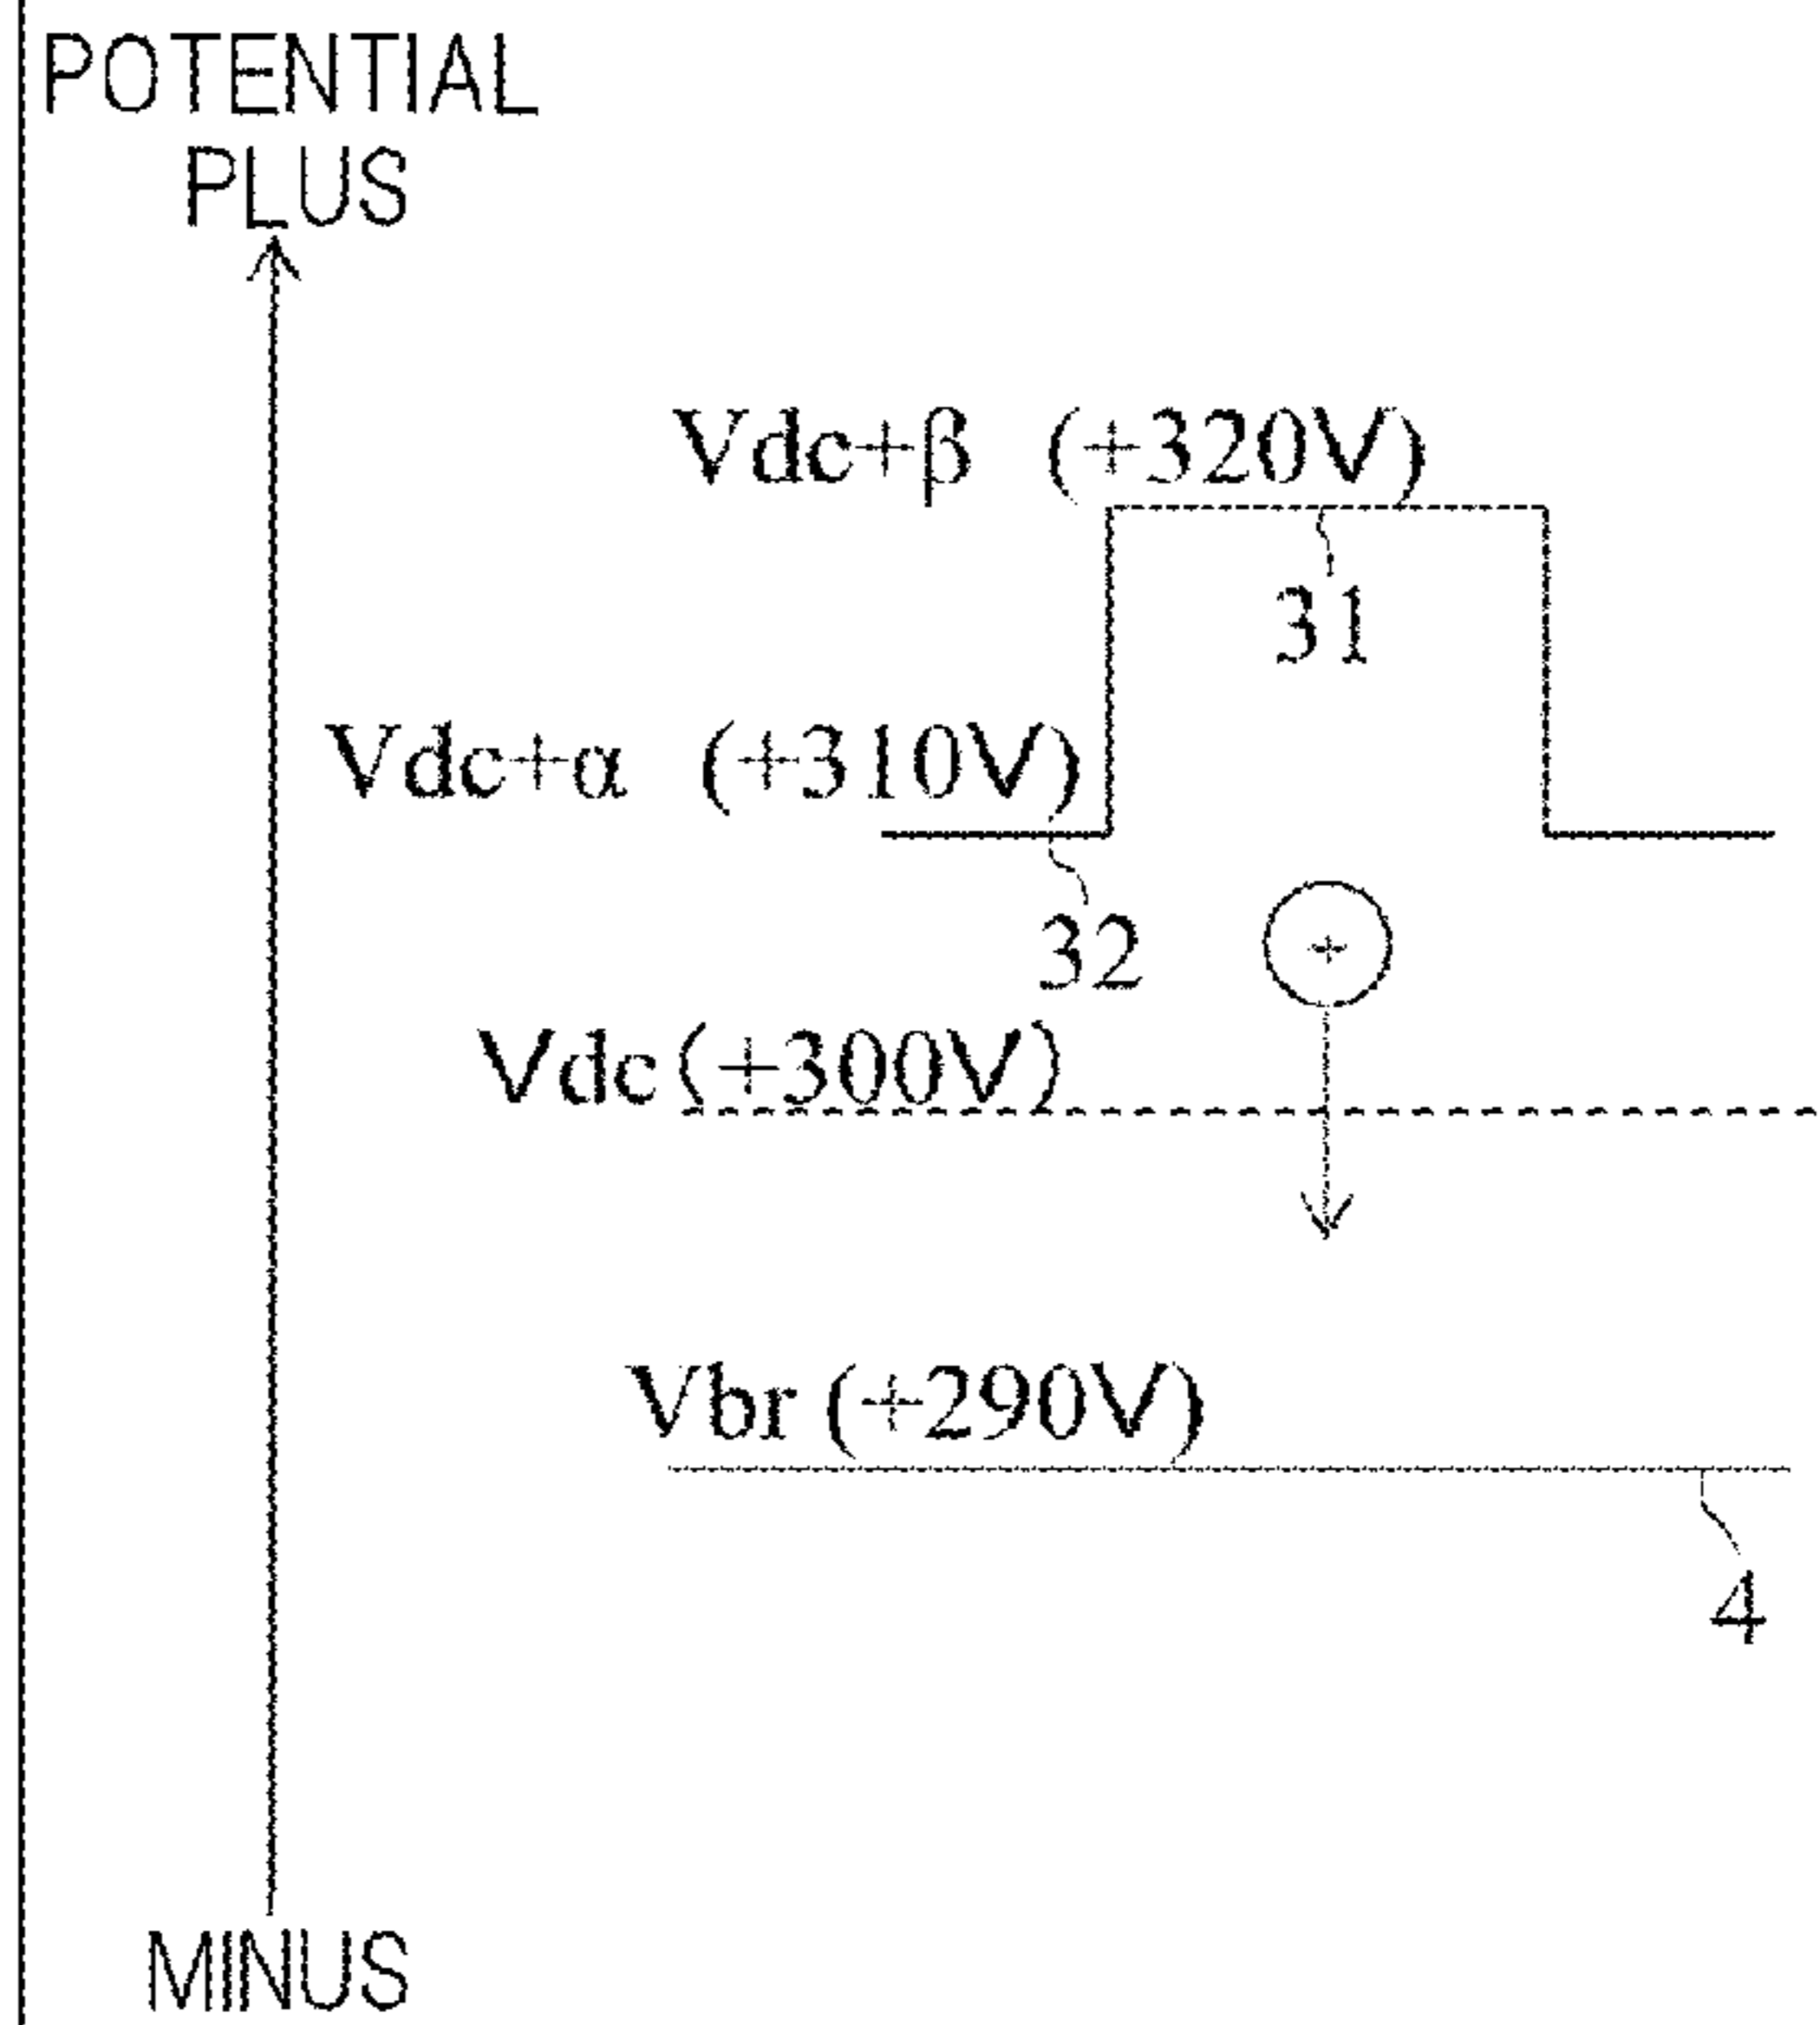 POTENTIAL
PLUS
Vdc+β (+320V)
31
Vdc+α (+310V)
32
+
Vdc(+300V)
Vbr(+290V)
4
MINUS